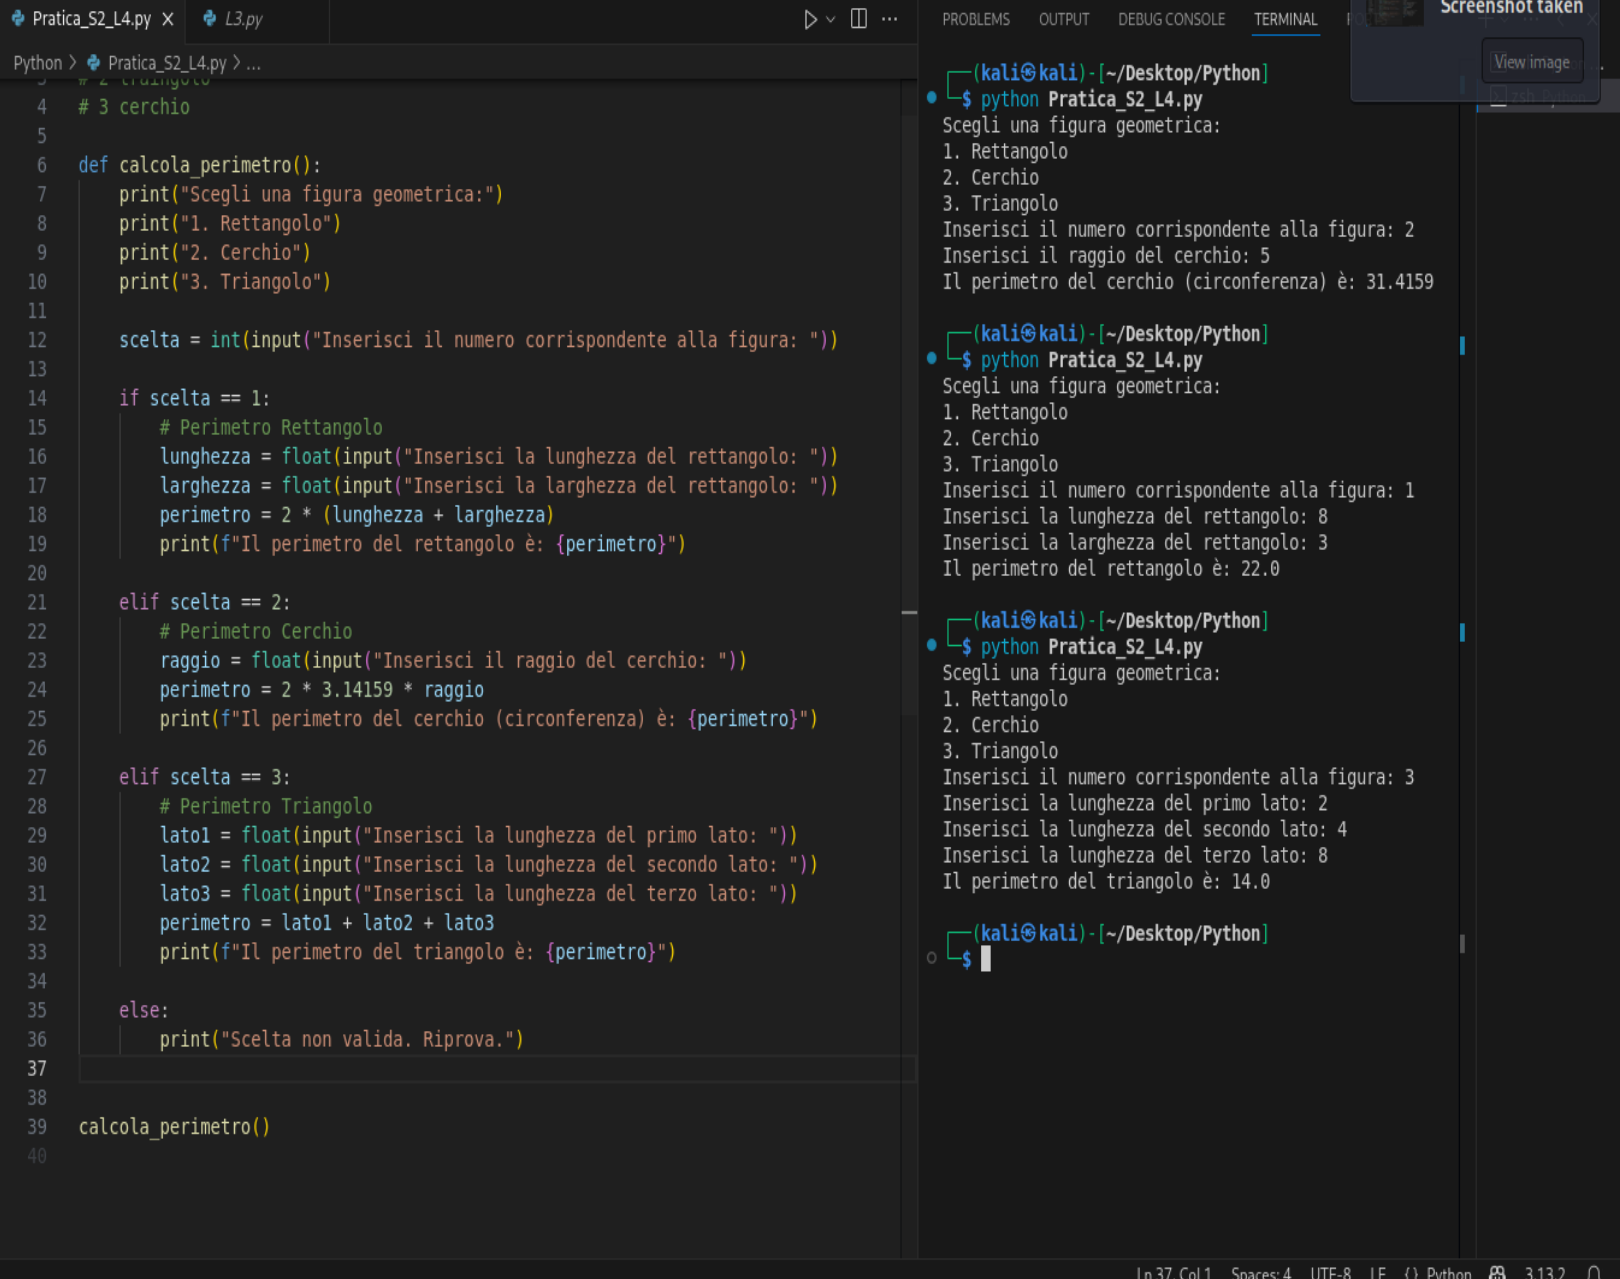 Pratica_S2_L4.py X L3.py
Python > Pratica_S2_L4.py > ...
3 # 2 traingolo
4 # 3 cerchio
5
6 def calcola_perimetro():
7 print("Scegli una figura geometrica:")
8 print("1. Rettangolo")
9 print("2. Cerchio")
10 print("3. Triangolo")
11
12 scelta = int(input("Inserisci il numero corrispondente alla figura: "))
13
14 if scelta == 1:
15 # Perimetro Rettangolo
16 lunghezza = float(input("Inserisci la lunghezza del rettangolo: "))
17 larghezza = float(input("Inserisci la larghezza del rettangolo: "))
18 perimetro = 2 * (lunghezza + larghezza)
19 print(f"Il perimetro del rettangolo è: {perimetro}")
20
21 elif scelta == 2:
22 # Perimetro Cerchio
23 raggio = float(input("Inserisci il raggio del cerchio: "))
24 perimetro = 2 * 3.14159 * raggio
25 print(f"Il perimetro del cerchio (circonferenza) è: {perimetro}")
26
27 elif scelta == 3:
28 # Perimetro Triangolo
29 lato1 = float(input("Inserisci la lunghezza del primo lato: "))
30 lato2 = float(input("Inserisci la lunghezza del secondo lato: "))
31 lato3 = float(input("Inserisci la lunghezza del terzo lato: "))
32 perimetro = lato1 + lato2 + lato3
33 print(f"Il perimetro del triangolo è: {perimetro}")
34
35 else:
36 print("Scelta non valida. Riprova.")
37
38
39 calcola_perimetro()
40
PROBLEMS OUTPUT DEBUG CONSOLE TERMINAL
Screenshot taken
View image
zsh Python
(kali㉿kali)-[~/Desktop/Python]
$ python Pratica_S2_L4.py
Scegli una figura geometrica:
1. Rettangolo
2. Cerchio
3. Triangolo
Inserisci il numero corrispondente alla figura: 2
Inserisci il raggio del cerchio: 5
Il perimetro del cerchio (circonferenza) è: 31.4159
(kali㉿kali)-[~/Desktop/Python]
$ python Pratica_S2_L4.py
Scegli una figura geometrica:
1. Rettangolo
2. Cerchio
3. Triangolo
Inserisci il numero corrispondente alla figura: 1
Inserisci la lunghezza del rettangolo: 8
Inserisci la larghezza del rettangolo: 3
Il perimetro del rettangolo è: 22.0
(kali㉿kali)-[~/Desktop/Python]
$ python Pratica_S2_L4.py
Scegli una figura geometrica:
1. Rettangolo
2. Cerchio
3. Triangolo
Inserisci il numero corrispondente alla figura: 3
Inserisci la lunghezza del primo lato: 2
Inserisci la lunghezza del secondo lato: 4
Inserisci la lunghezza del terzo lato: 8
Il perimetro del triangolo è: 14.0
(kali㉿kali)-[~/Desktop/Python]
$
Ln 37, Col 1 Spaces: 4 UTF-8 LF {} Python 3.13.2